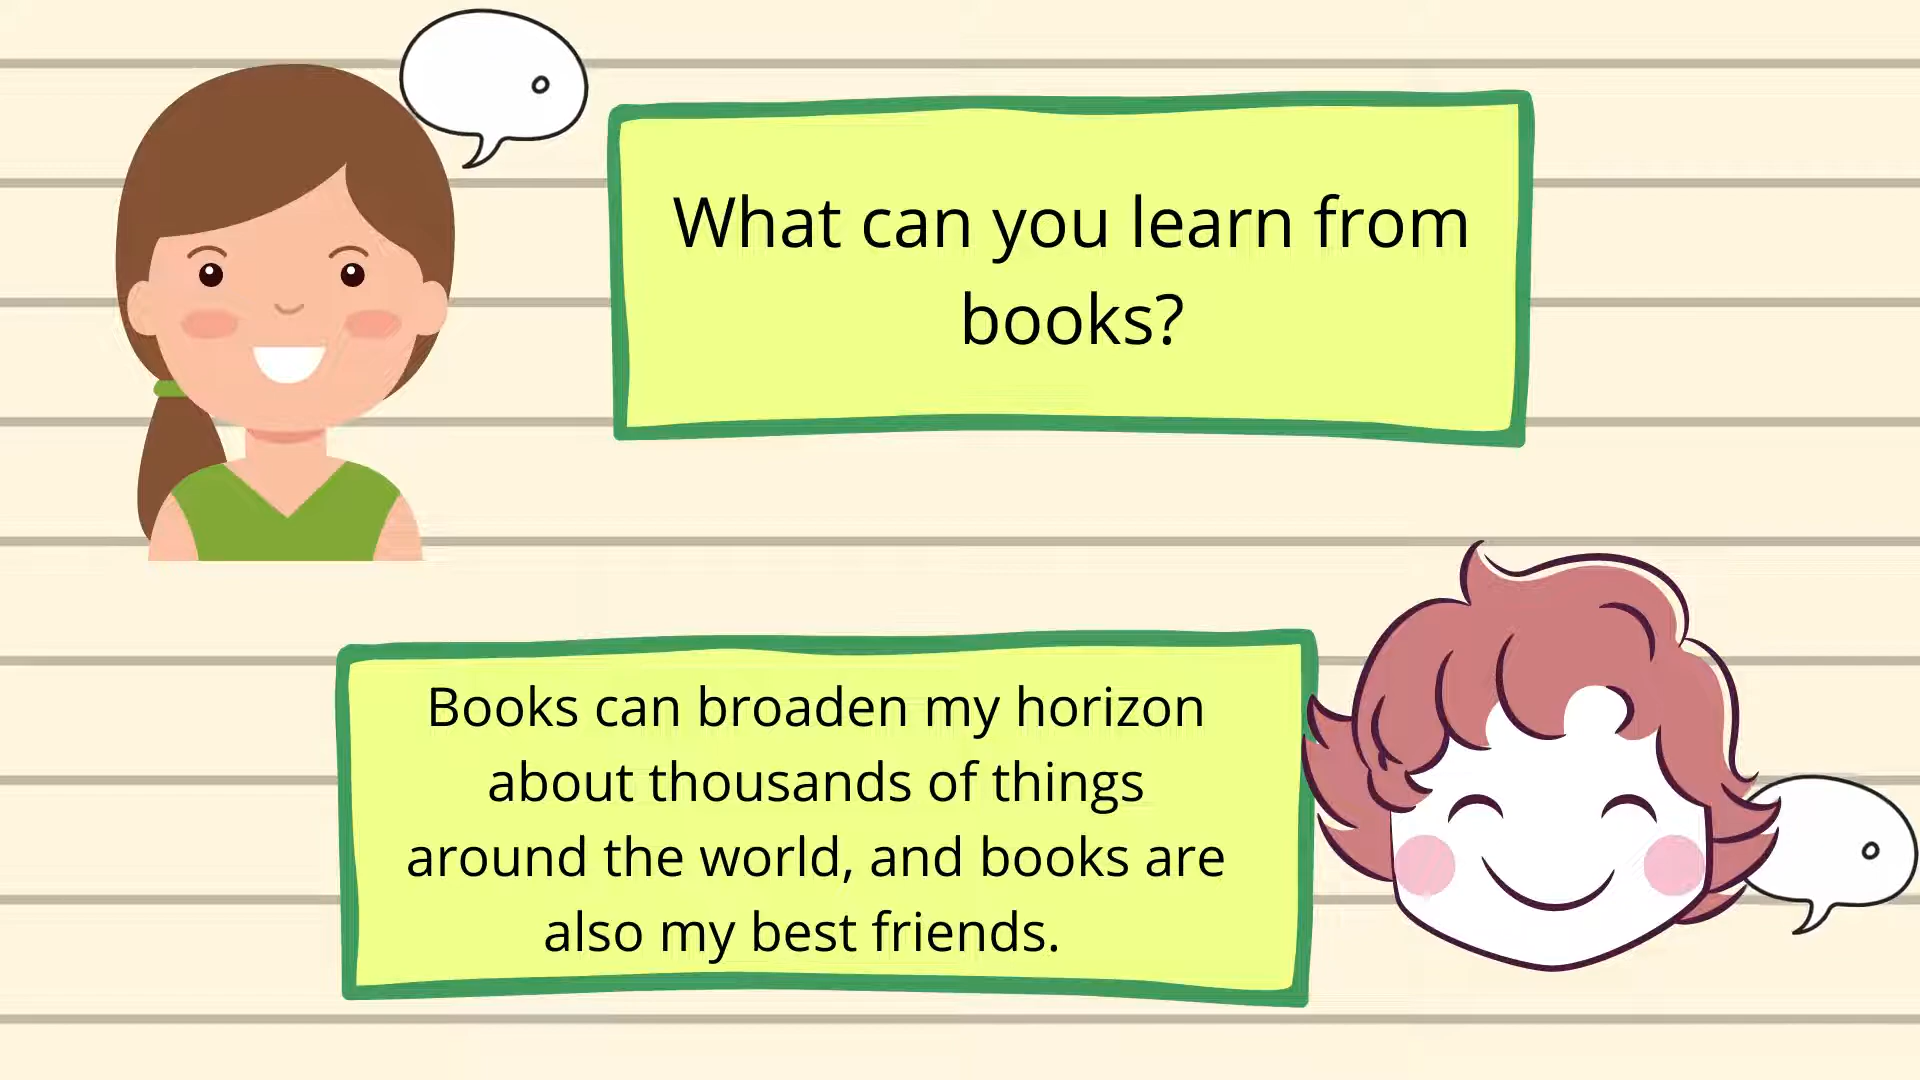 What can you learn from
books?
Books can broaden my horizon
about thousands of things
around the world, and books are
also my best friends.